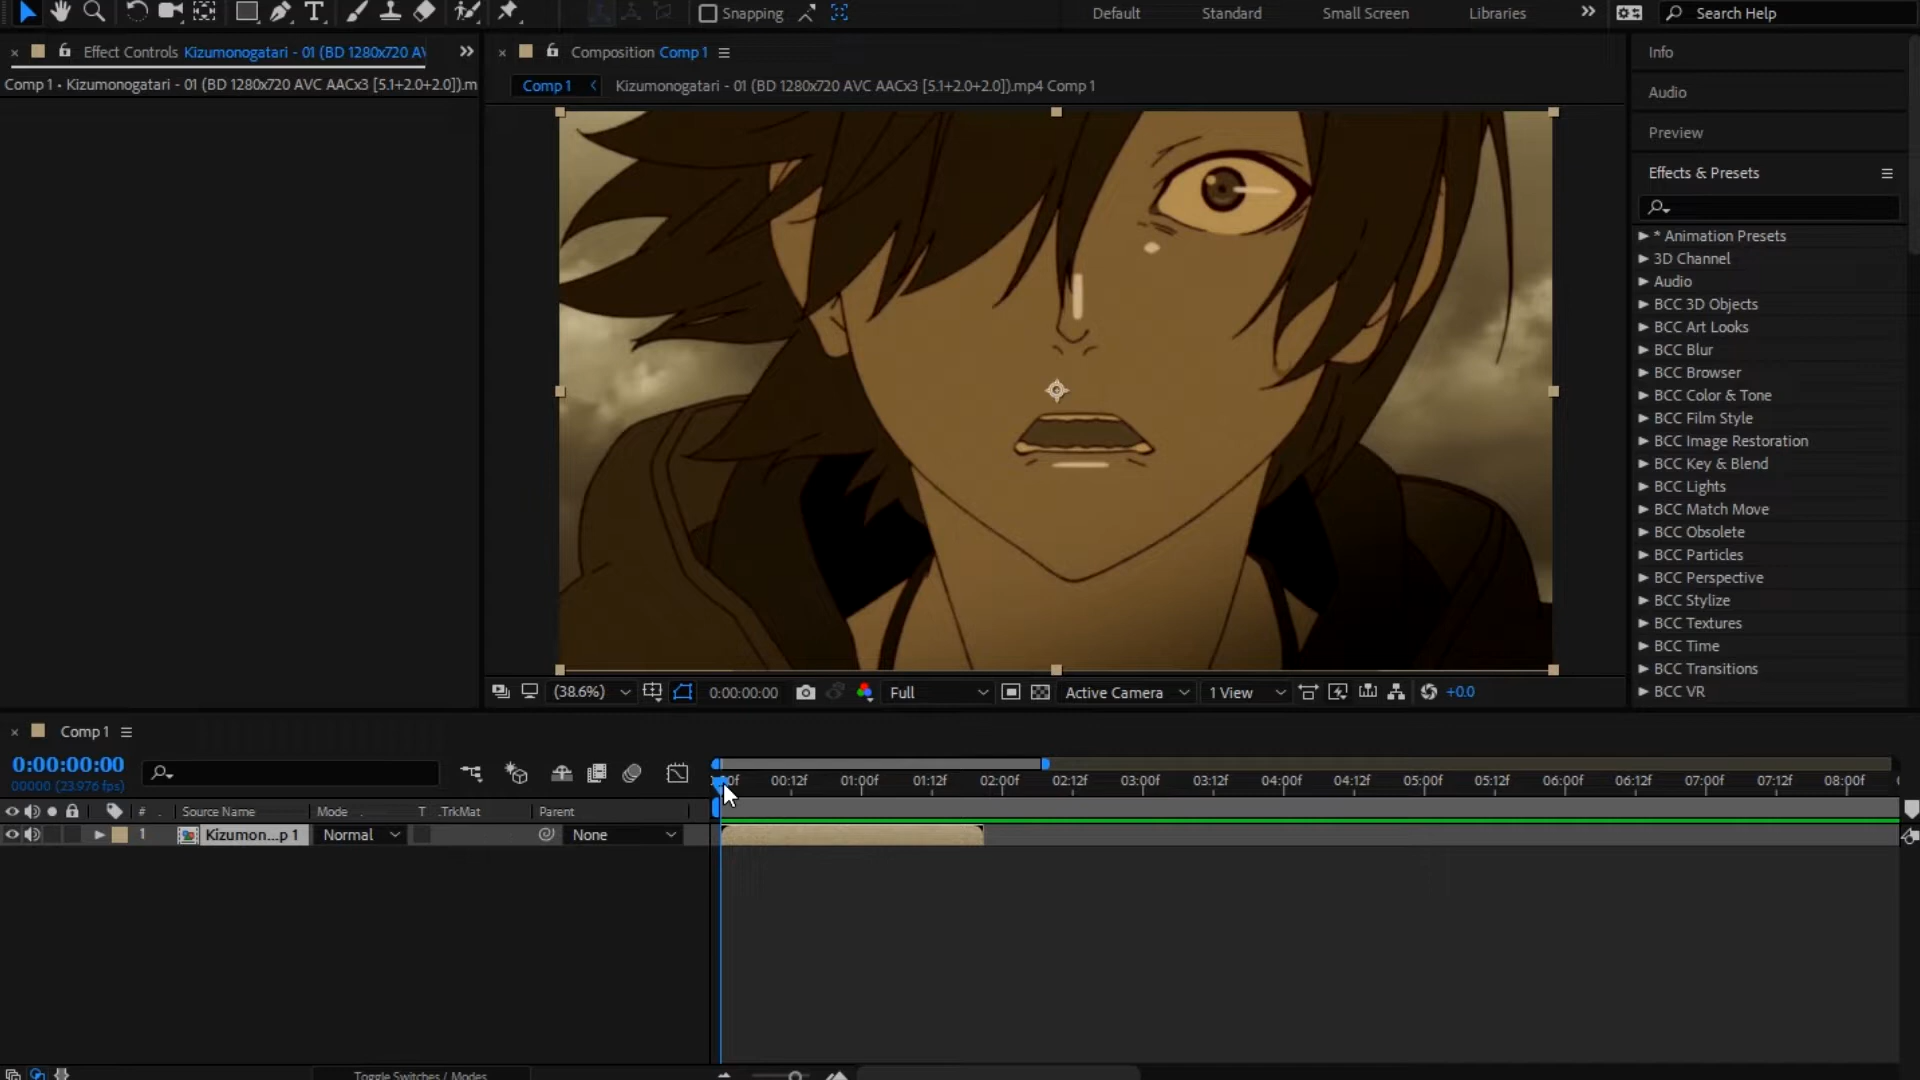 Snapping
Default
Standard
Small Screen
Libraries
Search Help
Effect Controls Kizumonogatari - 01 (BD 1280x720 AV
Comp 1 • Kizumonogatari - 01 (BD 1280x720 AVC AACx3 [5.1+2.0+2.0]).m
Composition Comp 1
Comp 1
Kizumonogatari - 01 (BD 1280x720 AVC AACx3 [5.1+2.0+2.0]).mp4 Comp 1
Info
Audio
Preview
Effects & Presets
* Animation Presets
3D Channel
Audio
BCC 3D Objects
BCC Art Looks
BCC Blur
BCC Browser
BCC Color & Tone
BCC Film Style
BCC Image Restoration
BCC Key & Blend
BCC Lights
BCC Match Move
BCC Obsolete
BCC Particles
BCC Perspective
BCC Stylize
BCC Textures
BCC Time
BCC Transitions
BCC VR
(38.6%)
0:00:00:00
Full
Active Camera
1 View
+0.0
Comp 1
0:00:00:00
00000 (23.976 fps)
00:12f 01:00f 01:12f 02:00f 02:12f 03:00f 03:12f 04:00f 04:12f 05:00f 05:12f 06:00f 06:12f 07:00f 07:12f 08:00f
# Source Name Mode T .TrkMat Parent
1 Kizumon...p 1 Normal None
Toggle Switches / Modes